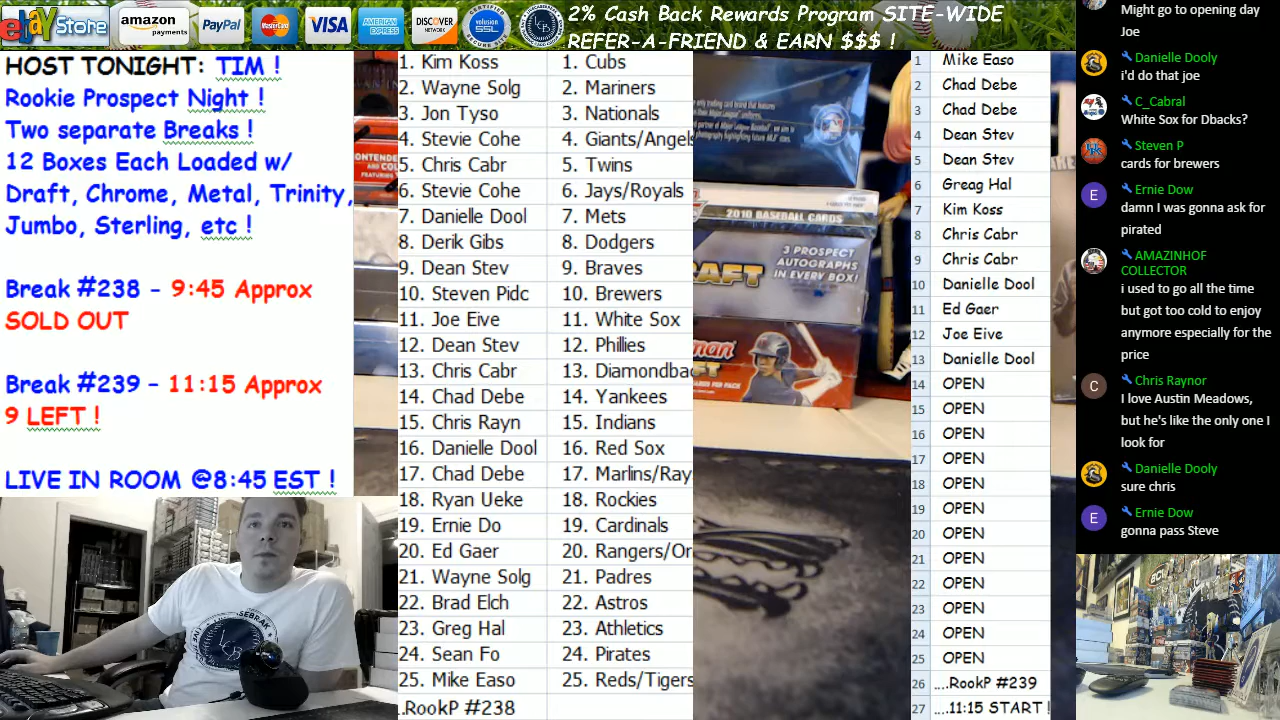 ebay Store
amazon payments
PayPal
MasterCard
VISA
AMERICAN EXPRESS
DISCOVER NETWORK
volusion SSL
2% Cash Back Rewards Program SITE-WIDE
REFER-A-FRIEND & EARN $$$ !
HOST TONIGHT: TIM !
Rookie Prospect Night !
Two separate Breaks !
12 Boxes Each Loaded w/
Draft, Chrome, Metal, Trinity,
Jumbo, Sterling, etc !
Break #238 - 9:45 Approx
SOLD OUT
Break #239 - 11:15 Approx
9 LEFT !
LIVE IN ROOM @8:45 EST !
1. Kim Koss 1. Cubs
2. Wayne Solg 2. Mariners
3. Jon Tyso 3. Nationals
4. Stevie Cohe 4. Giants/Angels
5. Chris Cabr 5. Twins
6. Stevie Cohe 6. Jays/Royals
7. Danielle Dool 7. Mets
8. Derik Gibs 8. Dodgers
9. Dean Stev 9. Braves
10. Steven Pidc 10. Brewers
11. Joe Eive 11. White Sox
12. Dean Stev 12. Phillies
13. Chris Cabr 13. Diamondba
14. Chad Debe 14. Yankees
15. Chris Rayn 15. Indians
16. Danielle Dool 16. Red Sox
17. Chad Debe 17. Marlins/Ray
18. Ryan Ueke 18. Rockies
19. Ernie Do 19. Cardinals
20. Ed Gaer 20. Rangers/Or
21. Wayne Solg 21. Padres
22. Brad Elch 22. Astros
23. Greg Hal 23. Athletics
24. Sean Fo 24. Pirates
25. Mike Easo 25. Reds/Tigers
..RookP #238
2010 BASEBALL CARDS
3 PROSPECT
AUTOGRAPHS
IN EVERY BOX!
AFT
man
AFT
1 Mike Easo
2 Chad Debe
3 Chad Debe
4 Dean Stev
5 Dean Stev
6 Greag Hal
7 Kim Koss
8 Chris Cabr
9 Chris Cabr
10 Danielle Dool
11 Ed Gaer
12 Joe Eive
13 Danielle Dool
14 OPEN
15 OPEN
16 OPEN
17 OPEN
18 OPEN
19 OPEN
20 OPEN
21 OPEN
22 OPEN
23 OPEN
24 OPEN
25 OPEN
26 ....RookP #239
27 ....11:15 START !
Might go to opening day
Joe
Danielle Dooly
i'd do that joe
C_Cabral
White Sox for Dbacks?
Steven P
cards for brewers
E Ernie Dow
damn I was gonna ask for
pirated
AMAZINHOF
COLLECTOR
i used to go all the time
but got too cold to enjoy
anymore especially for the
price
C Chris Raynor
I love Austin Meadows,
but he's like the only one I
look for
Danielle Dooly
sure chris
E Ernie Dow
gonna pass Steve